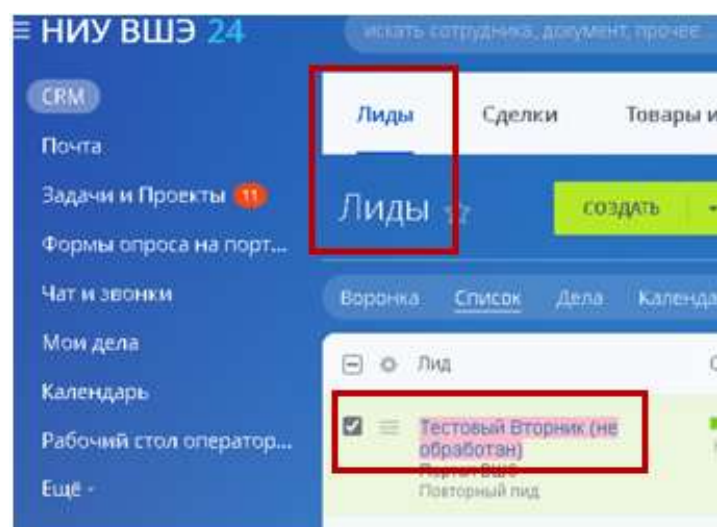 НИУ ВШЭ 24
искать сотрудника, документ, прочее...
CRM
Почта
Задачи и Проекты 11
Формы опроса на порт...
Чат и звонки
Мои дела
Календарь
Рабочий стол оператор...
Ещё
Лиды
Сделки
Товары и
Лиды
СОЗДАТЬ
Воронка
Список
Дела
Календа
Лид
Тестовый Вторник (не
обработан)
Портал ВШЭ
Повторный лид